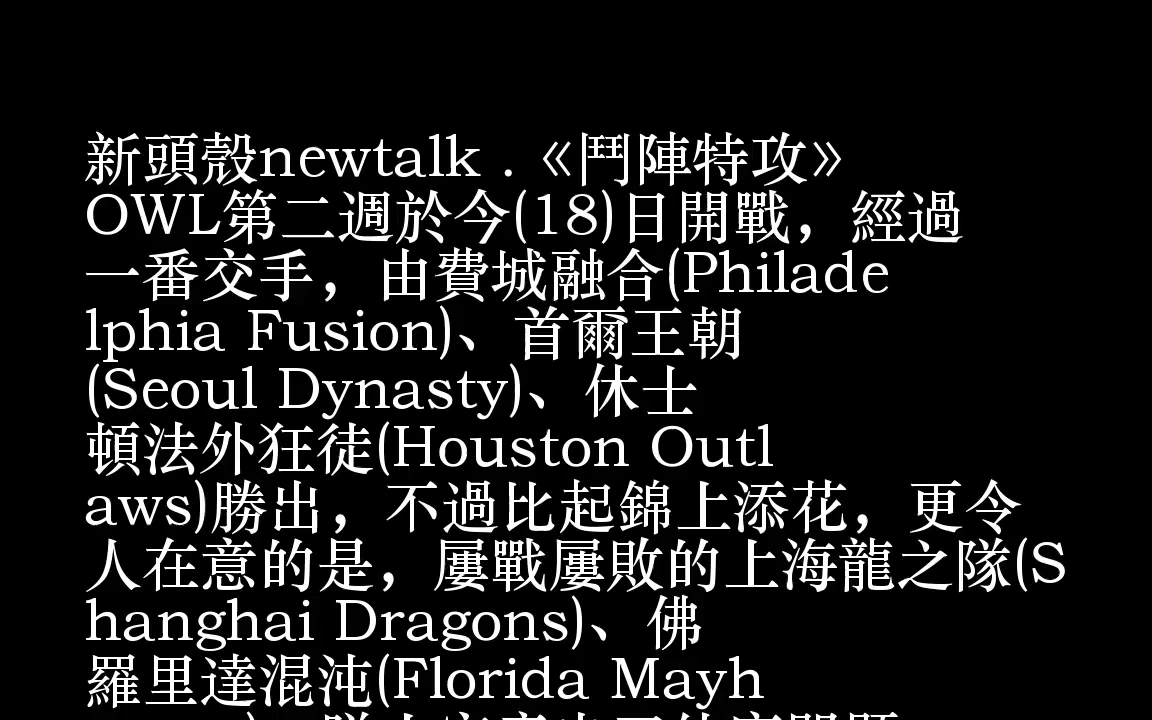 新頭殼newtalk .《鬥陣特攻》
OWL第二週於今(18)日開戰，經過
一番交手，由費城融合(Philade
lphia Fusion)、首爾王朝
(Seoul Dynasty)、休士
頓法外狂徒(Houston Outl
aws)勝出，不過比起錦上添花，更令
人在意的是，屢戰屢敗的上海龍之隊(S
hanghai Dragons)、佛
羅里達混沌(Florida Mayh